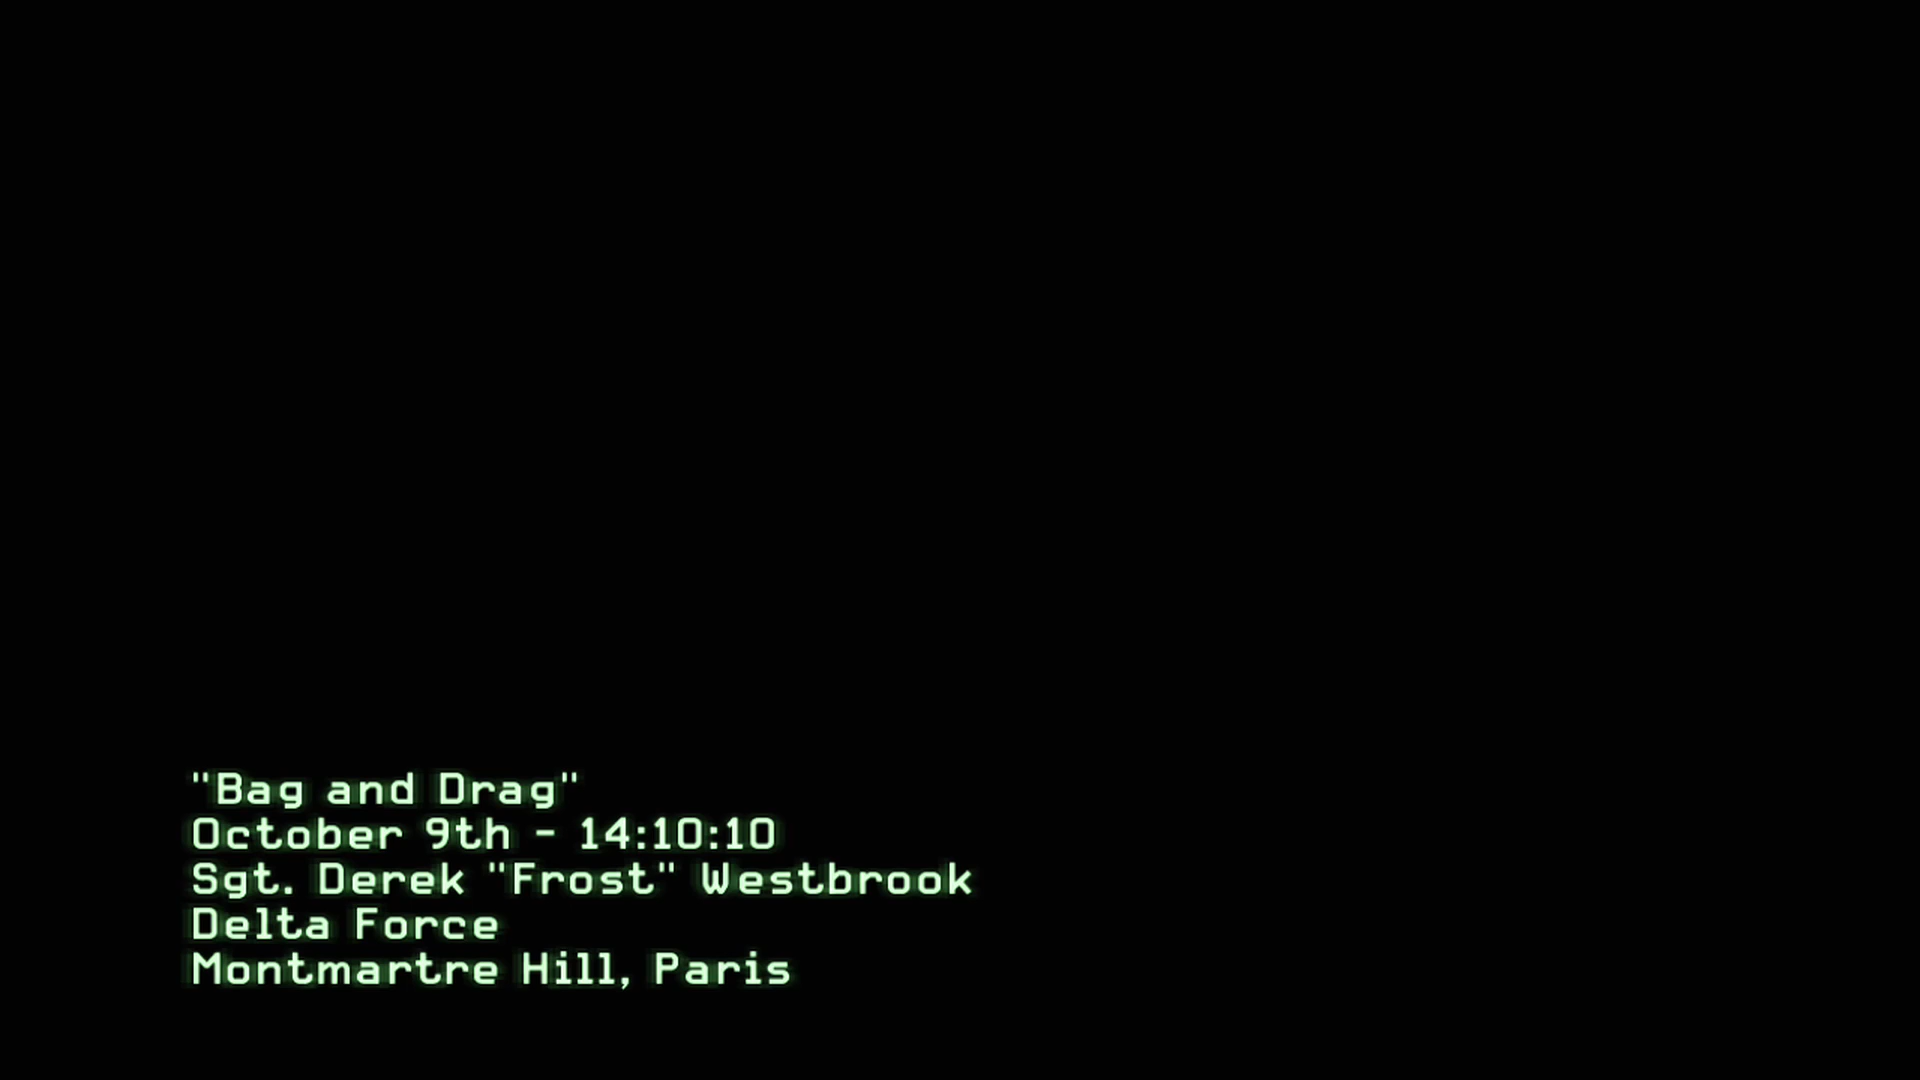 "Bag and Drag"
October 9th - 14:10:10
Sgt. Derek "Frost" Westbrook
Delta Force
Montmartre Hill, Paris